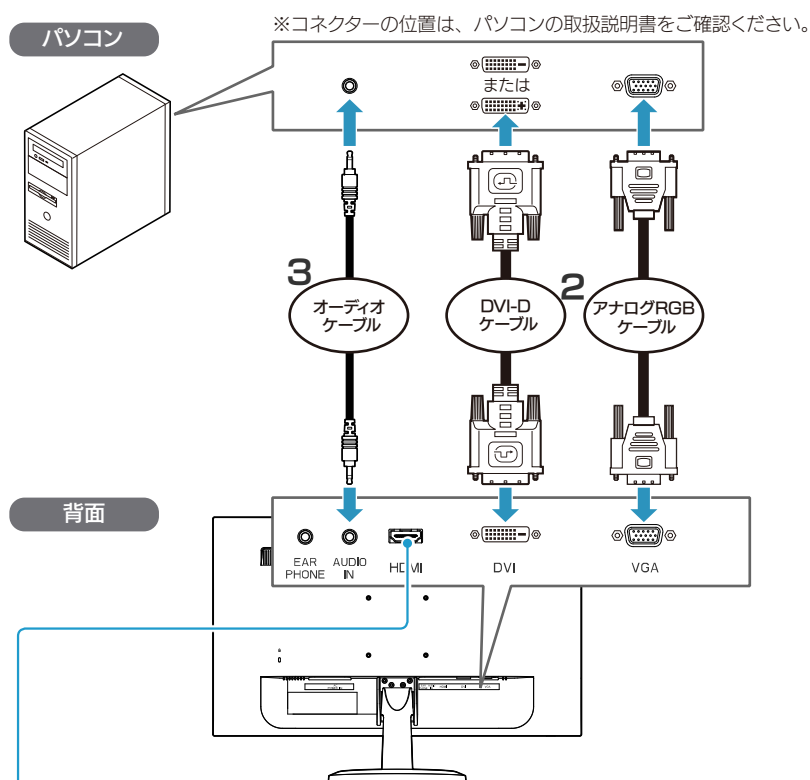 ※コネクターの位置は、パソコンの取扱説明書をご確認ください。
パソコン
または
3
オーディオ
ケーブル
DVI-D
ケーブル
2
アナログRGB
ケーブル
背面
EAR
PHONE
AUDIO
IN
HDMI
DVI
VGA